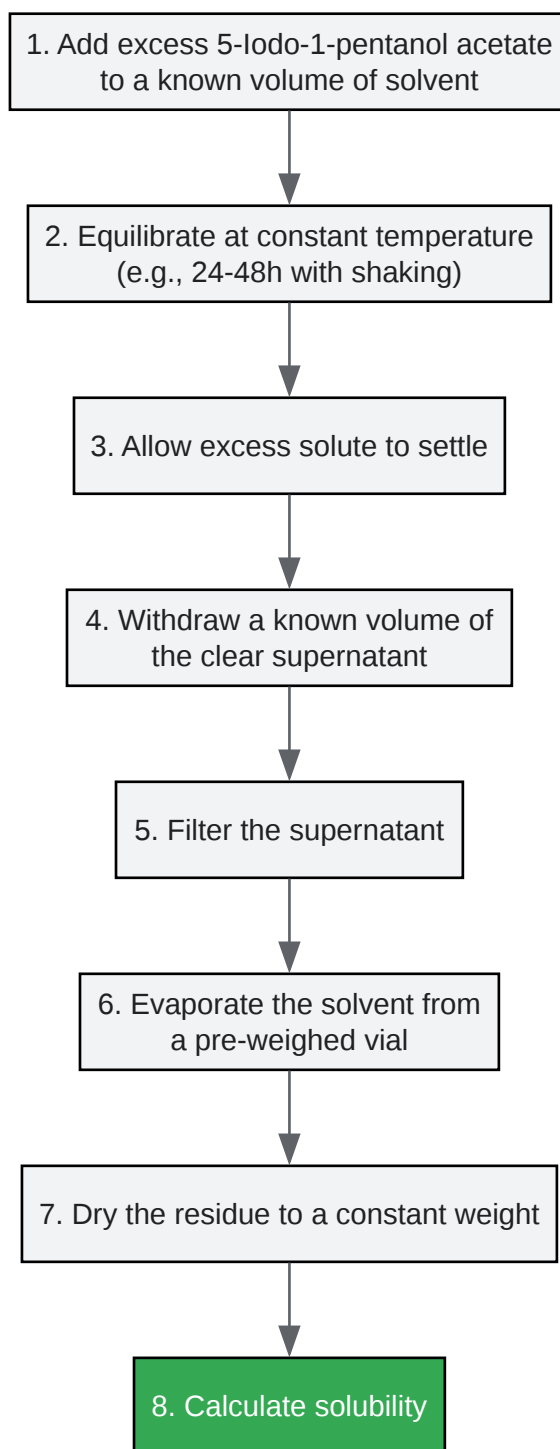 1. Add excess 5-Iodo-1-pentanol acetate
to a known volume of solvent
2. Equilibrate at constant temperature
(e.g., 24-48h with shaking)
3. Allow excess solute to settle
4. Withdraw a known volume of
the clear supernatant
5. Filter the supernatant
6. Evaporate the solvent from
a pre-weighed vial
7. Dry the residue to a constant weight
8. Calculate solubility